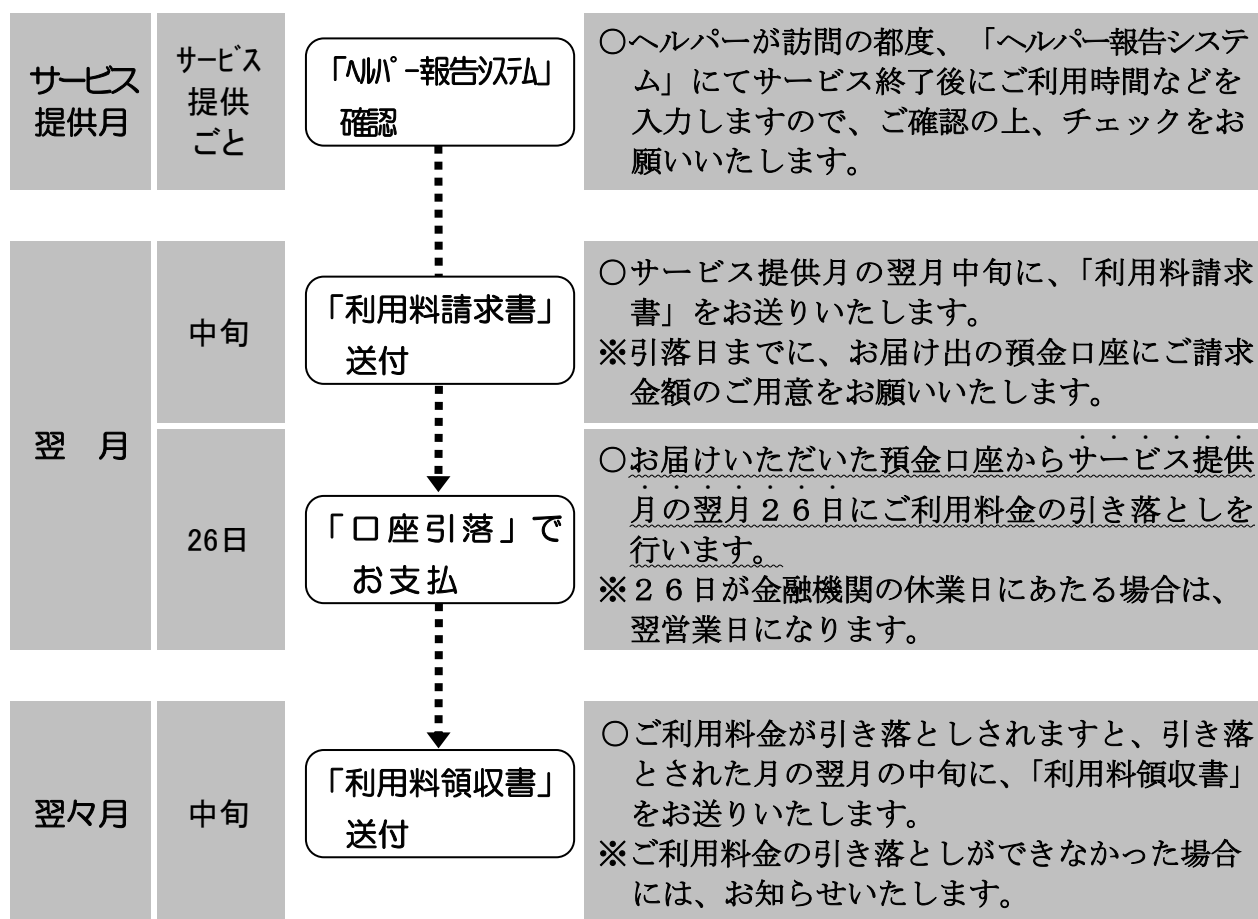 サービス
提供月
サービス
提供
ごと
「ﾍﾙﾊﾟｰ報告ｼｽﾃﾑ」
確認
○ヘルパーが訪問の都度、「ヘルパー報告システ
ム」にてサービス終了後にご利用時間などを
入力しますので、ご確認の上、チェックをお
願いいたします。
翌　月
中旬
「利用料請求書」
送付
○サービス提供月の翌月中旬に、「利用料請求
書」をお送りいたします。
※引落日までに、お届け出の預金口座にご請求
金額のご用意をお願いいたします。
26日
「口座引落」で
お支払
○お届けいただいた預金口座からサービス提供
月の翌月２６日にご利用料金の引き落としを
行います。
※２６日が金融機関の休業日にあたる場合は、
翌営業日になります。
翌々月
中旬
「利用料領収書」
送付
○ご利用料金が引き落としされますと、引き落
とされた月の翌月の中旬に、「利用料領収書」
をお送りいたします。
※ご利用料金の引き落としができなかった場合
には、お知らせいたします。